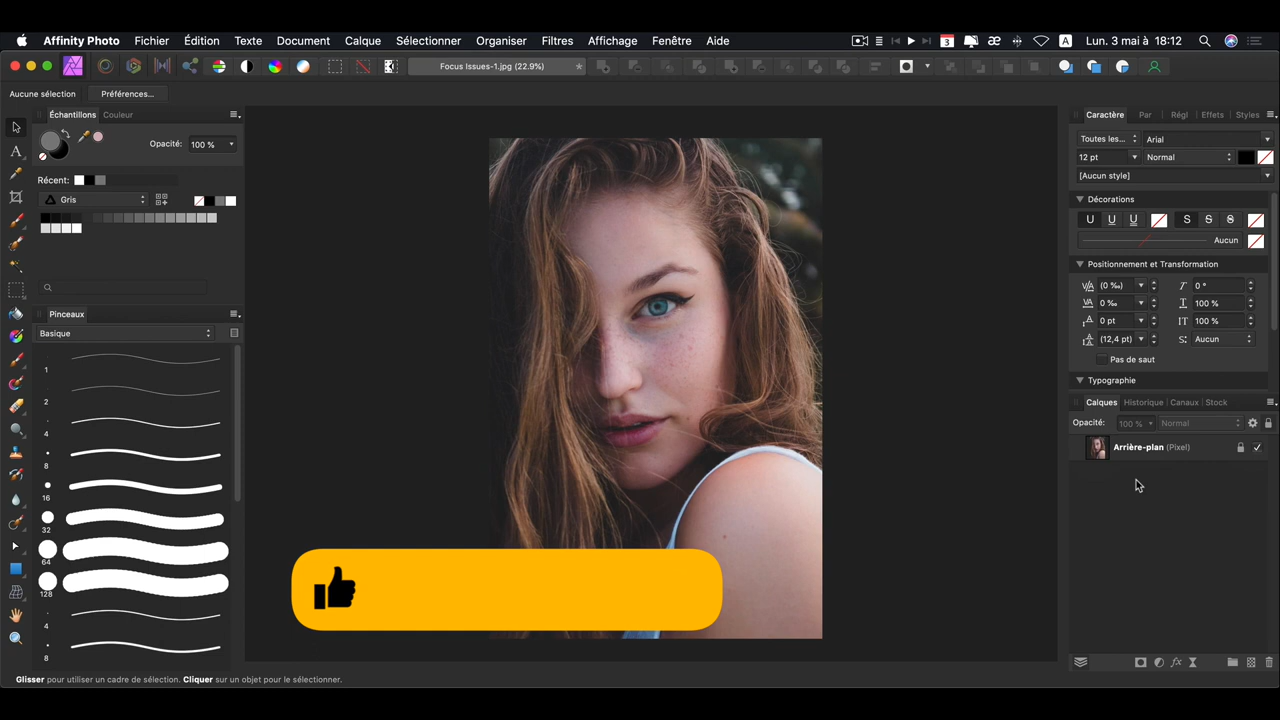 Affinity Photo Fichier Édition Texte Document Calque Sélectionner Organiser Filtres Affichage Fenêtre Aide 3 æ A Lun. 3 mai à 18:12
Focus Issues-1.jpg (22.9%) *
Aucune sélection Préférences...
Échantillons Couleur
Opacité: 100 %
Récent:
Gris
Pinceaux
Basique
1
2
4
8
16
32
64
128
8
Caractère Par Régl Effets Styles
Toutes les... Arial
12 pt Normal
[Aucun style]
Décorations
U U U S S S
Aucun
Positionnement et Transformation
(0 ‰) 0 °
0 ‰ 100 %
0 pt 100 %
(12,4 pt) Aucun
Pas de saut
Typographie
Calques Historique Canaux Stock
Opacité: 100 % Normal
Arrière-plan (Pixel)
Glisser pour utiliser un cadre de sélection. Cliquer sur un objet pour le sélectionner.